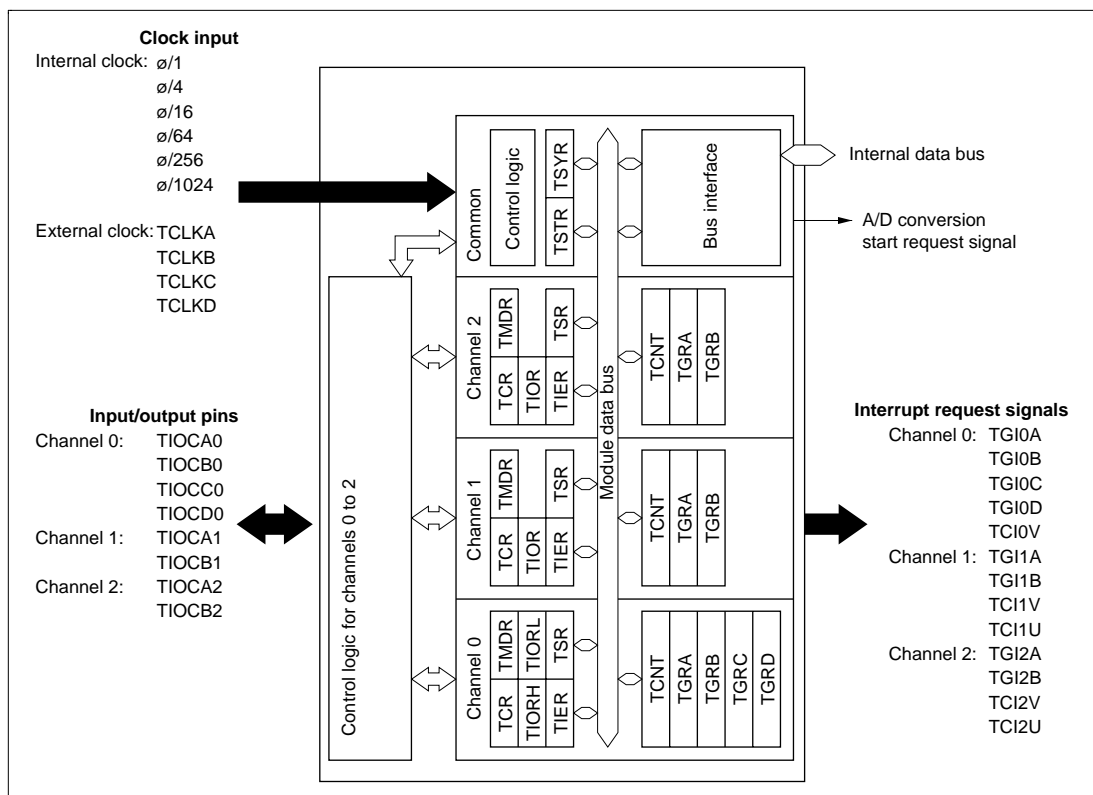 Clock input
Internal clock: ø/1
ø/4
ø/16
ø/64
ø/256
ø/1024
External clock: TCLKA
TCLKB
TCLKC
TCLKD
Input/output pins
Channel 0: TIOCA0
TIOCB0
TIOCC0
TIOCD0
Channel 1: TIOCA1
TIOCB1
Channel 2: TIOCA2
TIOCB2
Control logic for channels 0 to 2
Common
Control logic
TSTR TSYR
Bus interface
Module data bus
Channel 2
TCR TMDR
TIOR
TIER TSR
TCNT
TGRA
TGRB
Channel 1
TCR TMDR
TIOR
TIER TSR
TCNT
TGRA
TGRB
Channel 0
TCR TMDR
TIORH TIORL
TIER TSR
TCNT
TGRA
TGRB
TGRC
TGRD
Internal data bus
A/D conversion
start request signal
Interrupt request signals
Channel 0: TGI0A
TGI0B
TGI0C
TGI0D
TCI0V
Channel 1: TGI1A
TGI1B
TCI1V
TCI1U
Channel 2: TGI2A
TGI2B
TCI2V
TCI2U